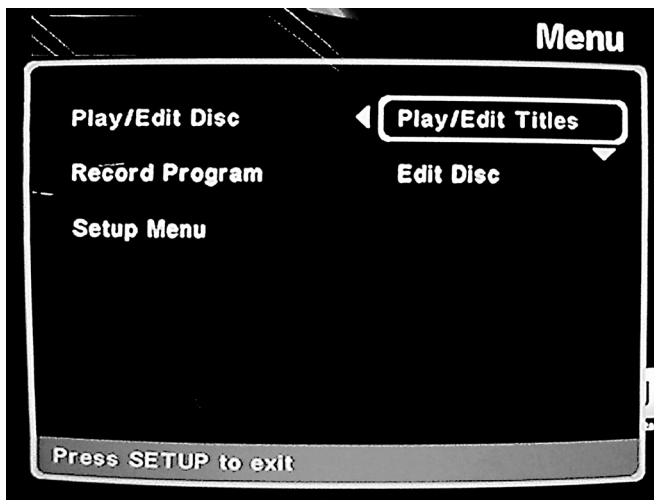 Menu
Play/Edit Disc
Play/Edit Titles
Record Program
Edit Disc
Setup Menu
Press SETUP to exit